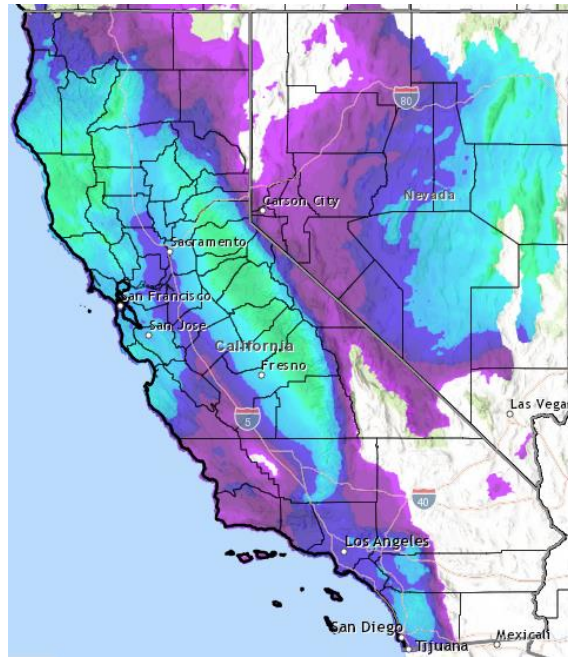 80
Nevada
Carson City
Sacramento
San Francisco
San Jose
California
Fresno
5
Las Vega
40
Los Angeles
San Diego
Tijuana
Mexicali